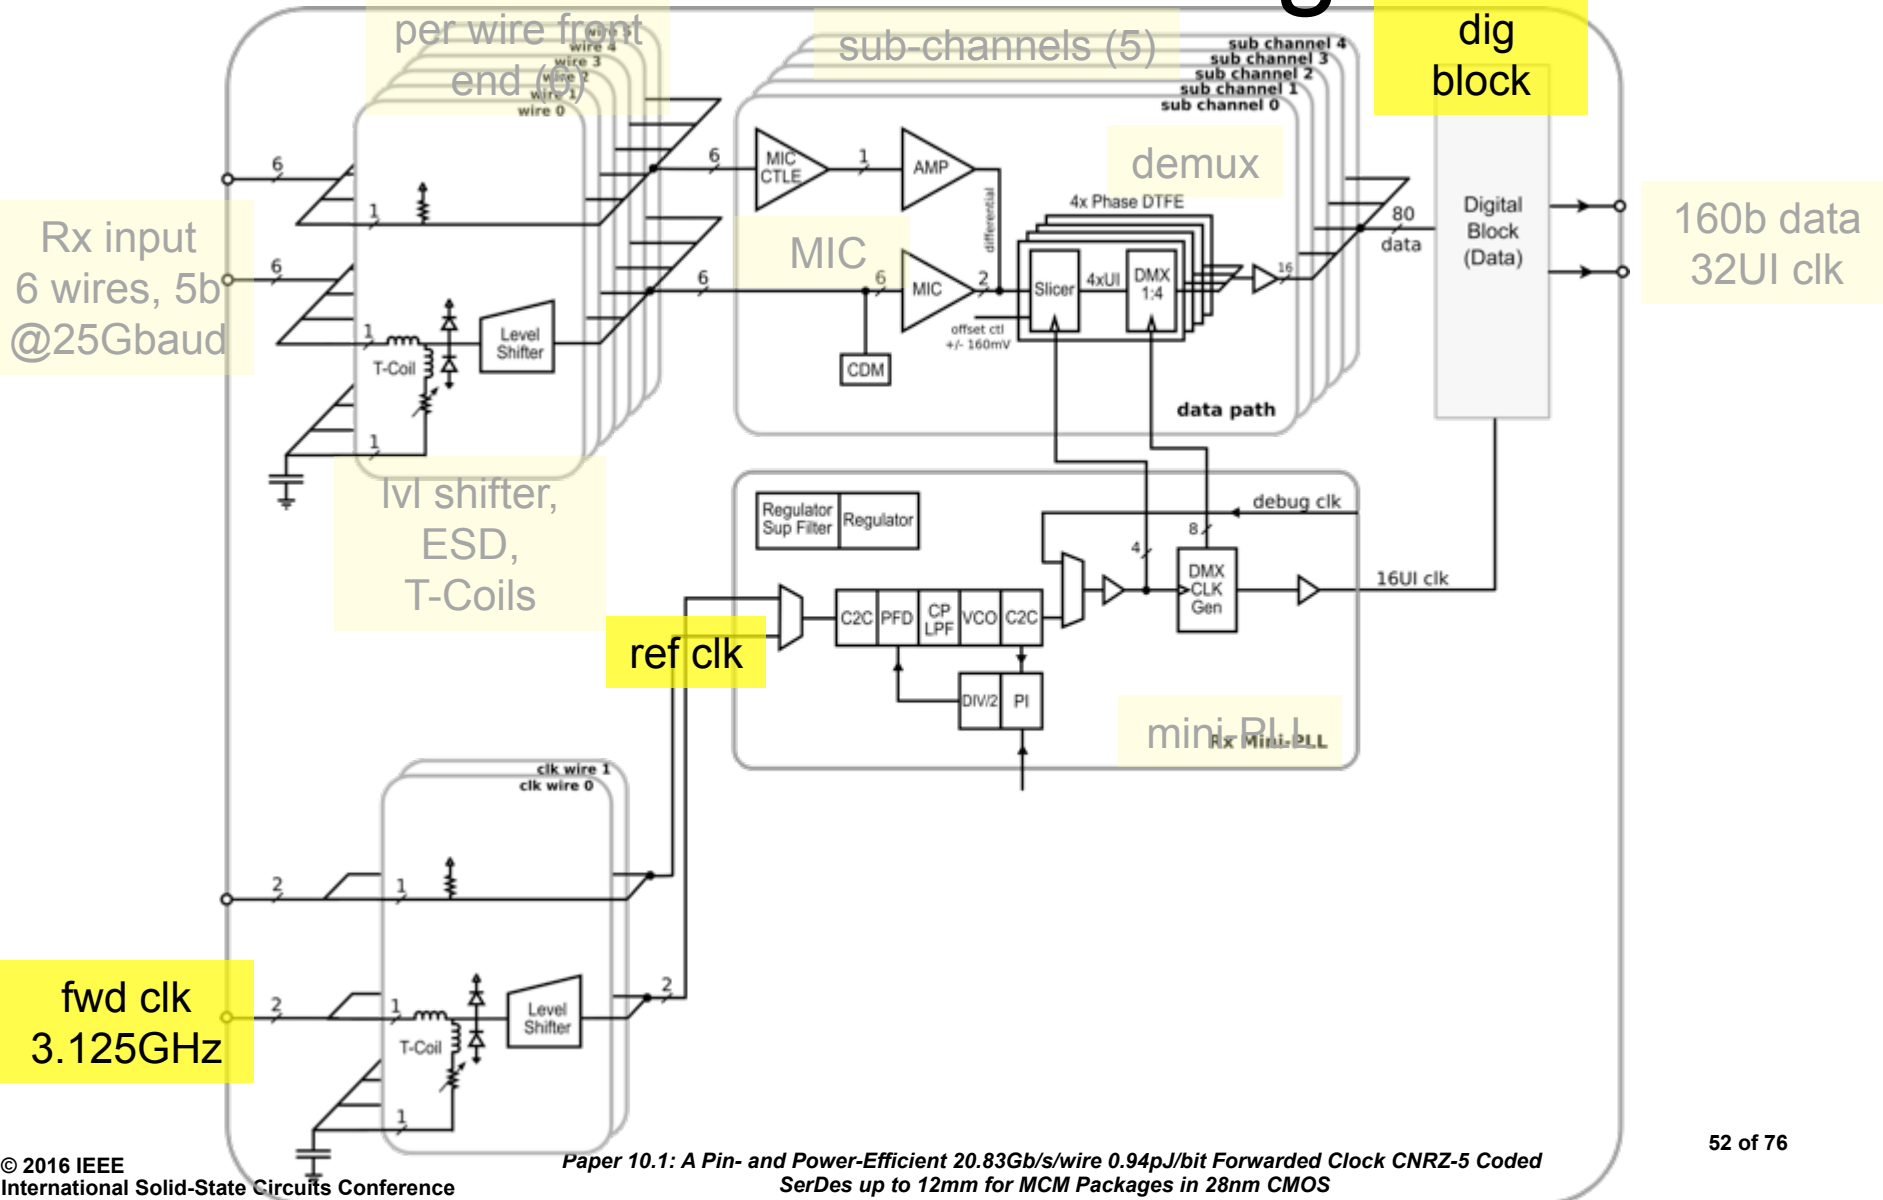 per wire front
end (6)
wire 5
wire 4
wire 3
wire 2
wire 1
wire 0
sub-channels (5)
sub channel 4
sub channel 3
sub channel 2
sub channel 1
sub channel 0
dig
block
demux
6
1
6
MIC
CTLE
1
AMP
differential
4x Phase DTFE
Rx input
6 wires, 5b
@25Gbaud
6
1
T-Coil
Level
Shifter
1
6
MIC
6
MIC
2
CDM
offset ctl
+/- 160mV
Slicer
4xUI
DMX
1:4
16
80
data
Digital
Block
(Data)
160b data
32UI clk
data path
lvl shifter,
ESD,
T-Coils
Regulator
Sup Filter
Regulator
debug clk
4
8
DMX
CLK
Gen
16UI clk
C2C
PFD
CP
LPF
VCO
C2C
DIV/2
PI
ref clk
mini-PLL
Rx Mini-PLL
clk wire 1
clk wire 0
2
1
fwd clk
3.125GHz
2
1
T-Coil
Level
Shifter
2
1
52 of 76
© 2016 IEEE
International Solid-State Circuits Conference
Paper 10.1: A Pin- and Power-Efficient 20.83Gb/s/wire 0.94pJ/bit Forwarded Clock CNRZ-5 Coded
SerDes up to 12mm for MCM Packages in 28nm CMOS